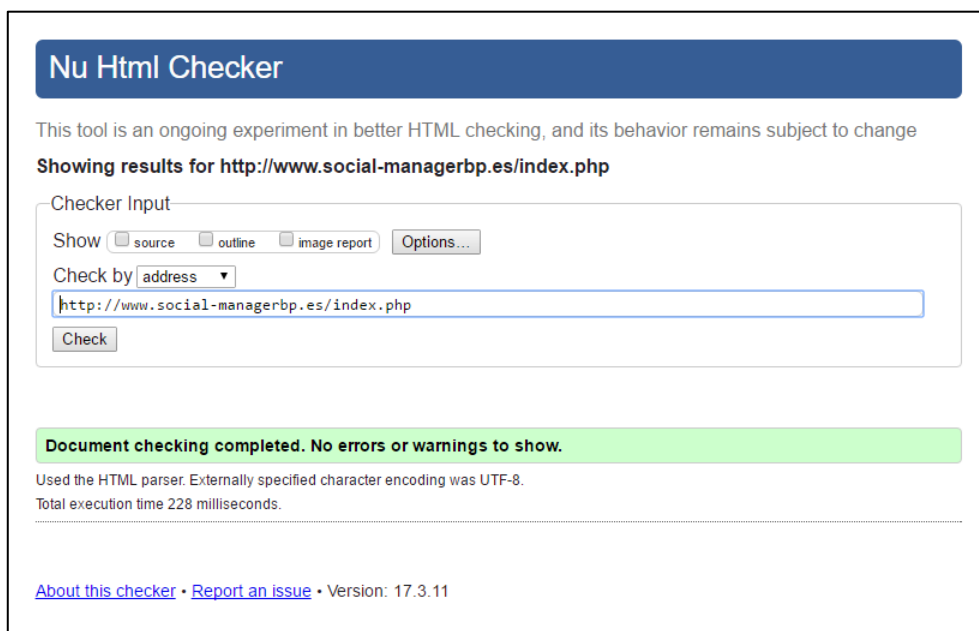 Nu Html Checker
This tool is an ongoing experiment in better HTML checking, and its behavior remains subject to change
Showing results for http://www.social-managerbp.es/index.php
Checker Input
Show source outline image report Options...
Check by address
http://www.social-managerbp.es/index.php
Check
Document checking completed. No errors or warnings to show.
Used the HTML parser. Externally specified character encoding was UTF-8.
Total execution time 228 milliseconds.
About this checker • Report an issue • Version: 17.3.11